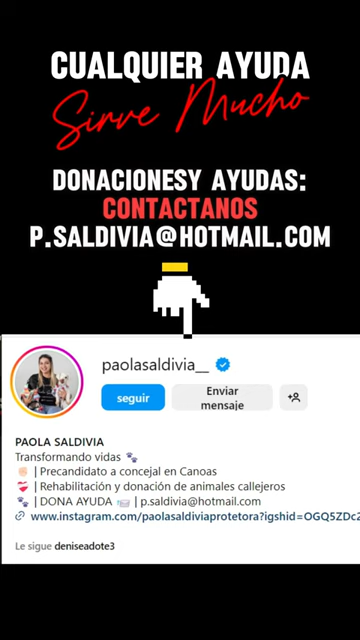 CUALQUIER AYUDA
Sirve Mucho
DONACIONESY AYUDAS:
CONTACTANOS
P.SALDIVIA@HOTMAIL.COM
paolasaldivia__
seguir
Enviar
mensaje
PAOLA SALDIVIA
Transformando vidas 🐾
✊🏻 | Precandidato a concejal en Canoas
❤️‍🩹 | Rehabilitación y donación de animales callejeros
🐾 | DONA AYUDA 📨 | p.saldivia@hotmail.com
www.instagram.com/paolasaldiviaprotetora?igshid=OGQ5ZDc2
Le sigue deniseadote3